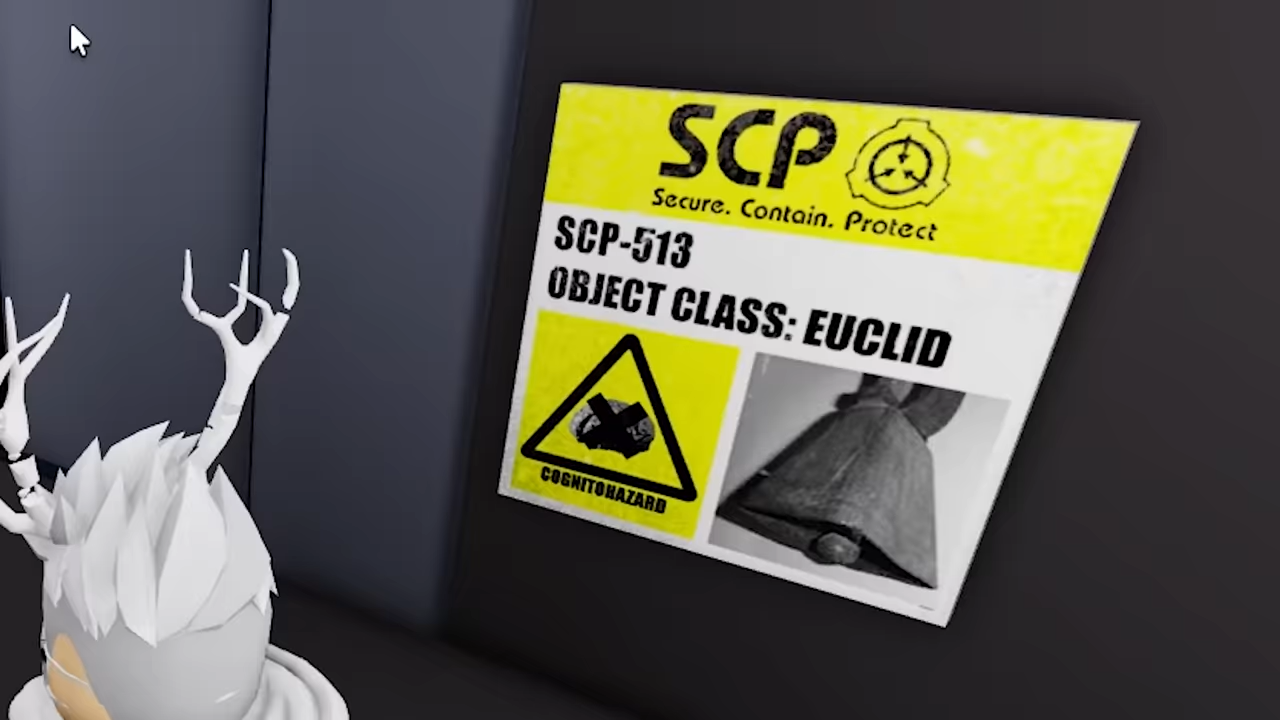 SCP
Secure. Contain. Protect
SCP-513
OBJECT CLASS: EUCLID
COGNITOHAZARD